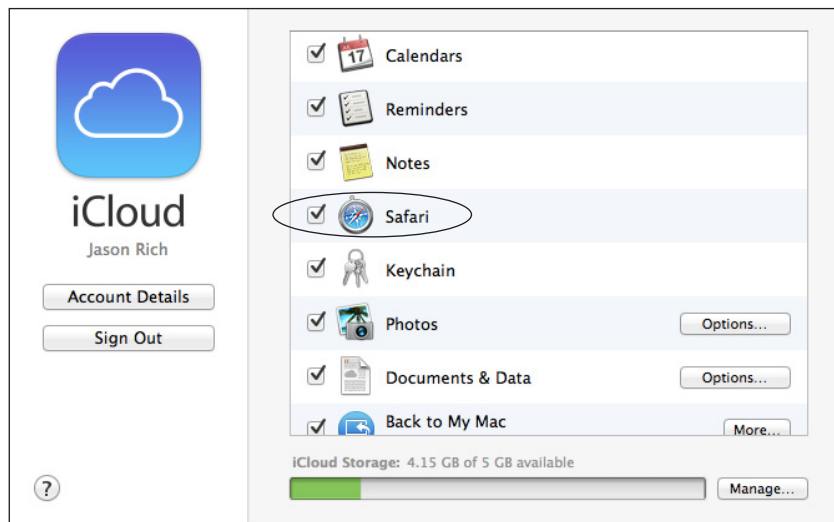 iCloud
Jason Rich
Account Details
Sign Out
?
17 Calendars
Reminders
Notes
Safari
Keychain
Photos Options...
Documents & Data Options...
Back to My Mac More...
iCloud Storage: 4.15 GB of 5 GB available
Manage...